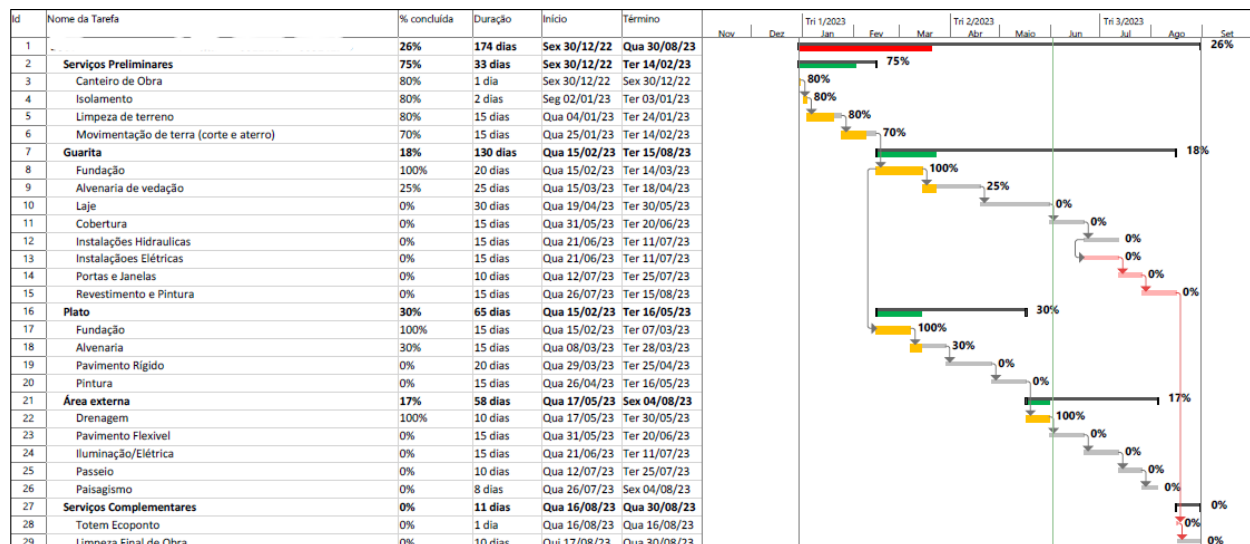 Id Nome da Tarefa % concluída Duração Início Término Tri 1/2023 Tri 2/2023 Tri 3/2023
Nov Dez Jan Fev Mar Abr Maio Jun Jul Ago Set
1 26% 174 dias Sex 30/12/22 Qua 30/08/23 26%
2 Serviços Preliminares 75% 33 dias Sex 30/12/22 Ter 14/02/23 75%
3 Canteiro de Obra 80% 1 dia Sex 30/12/22 Sex 30/12/22 80%
4 Isolamento 80% 2 dias Seg 02/01/23 Ter 03/01/23 80%
5 Limpeza de terreno 80% 15 dias Qua 04/01/23 Ter 24/01/23 80%
6 Movimentação de terra (corte e aterro) 70% 15 dias Qua 25/01/23 Ter 14/02/23 70%
7 Guarita 18% 130 dias Qua 15/02/23 Ter 15/08/23 18%
8 Fundação 100% 20 dias Qua 15/02/23 Ter 14/03/23 100%
9 Alvenaria de vedação 25% 25 dias Qua 15/03/23 Ter 18/04/23 25%
10 Laje 0% 30 dias Qua 19/04/23 Ter 30/05/23 0%
11 Cobertura 0% 15 dias Qua 31/05/23 Ter 20/06/23 0%
12 Instalações Hidraulicas 0% 15 dias Qua 21/06/23 Ter 11/07/23 0%
13 Instalaçãoes Elétricas 0% 15 dias Qua 21/06/23 Ter 11/07/23 0%
14 Portas e Janelas 0% 10 dias Qua 12/07/23 Ter 25/07/23 0%
15 Revestimento e Pintura 0% 15 dias Qua 26/07/23 Ter 15/08/23 0%
16 Plato 30% 65 dias Qua 15/02/23 Ter 16/05/23 30%
17 Fundação 100% 15 dias Qua 15/02/23 Ter 07/03/23 100%
18 Alvenaria 30% 15 dias Qua 08/03/23 Ter 28/03/23 30%
19 Pavimento Rígido 0% 20 dias Qua 29/03/23 Ter 25/04/23 0%
20 Pintura 0% 15 dias Qua 26/04/23 Ter 16/05/23 0%
21 Área externa 17% 58 dias Qua 17/05/23 Sex 04/08/23 17%
22 Drenagem 100% 10 dias Qua 17/05/23 Ter 30/05/23 100%
23 Pavimento Flexivel 0% 15 dias Qua 31/05/23 Ter 20/06/23 0%
24 Iluminação/Elétrica 0% 15 dias Qua 21/06/23 Ter 11/07/23 0%
25 Passeio 0% 10 dias Qua 12/07/23 Ter 25/07/23 0%
26 Paisagismo 0% 8 dias Qua 26/07/23 Sex 04/08/23 0%
27 Serviços Complementares 0% 11 dias Qua 16/08/23 Qua 30/08/23 0%
28 Totem Ecoponto 0% 1 dia Qua 16/08/23 Qua 16/08/23 0%
29 Limpeza Final de Obra 0% 10 dias Qui 17/08/23 Qua 30/08/23 0%